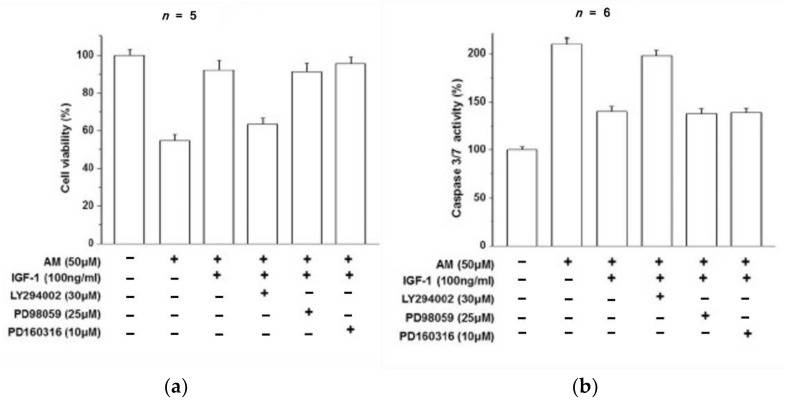 n = 5
Cell viability (%)
100
80
60
40
20
0
AM (50μM) – + + + + +
IGF-1 (100ng/ml) – – + + + +
LY294002 (30μM) – – – + – –
PD98059 (25μM) – – – – + –
PD160316 (10μM) – – – – – +
(a)
n = 6
Caspase 3/7 activity (%)
200
150
100
50
0
AM (50μM) – + + + + +
IGF-1 (100ng/ml) – – + + + +
LY294002 (30μM) – – – + – –
PD98059 (25μM) – – – – + –
PD160316 (10μM) – – – – – +
(b)